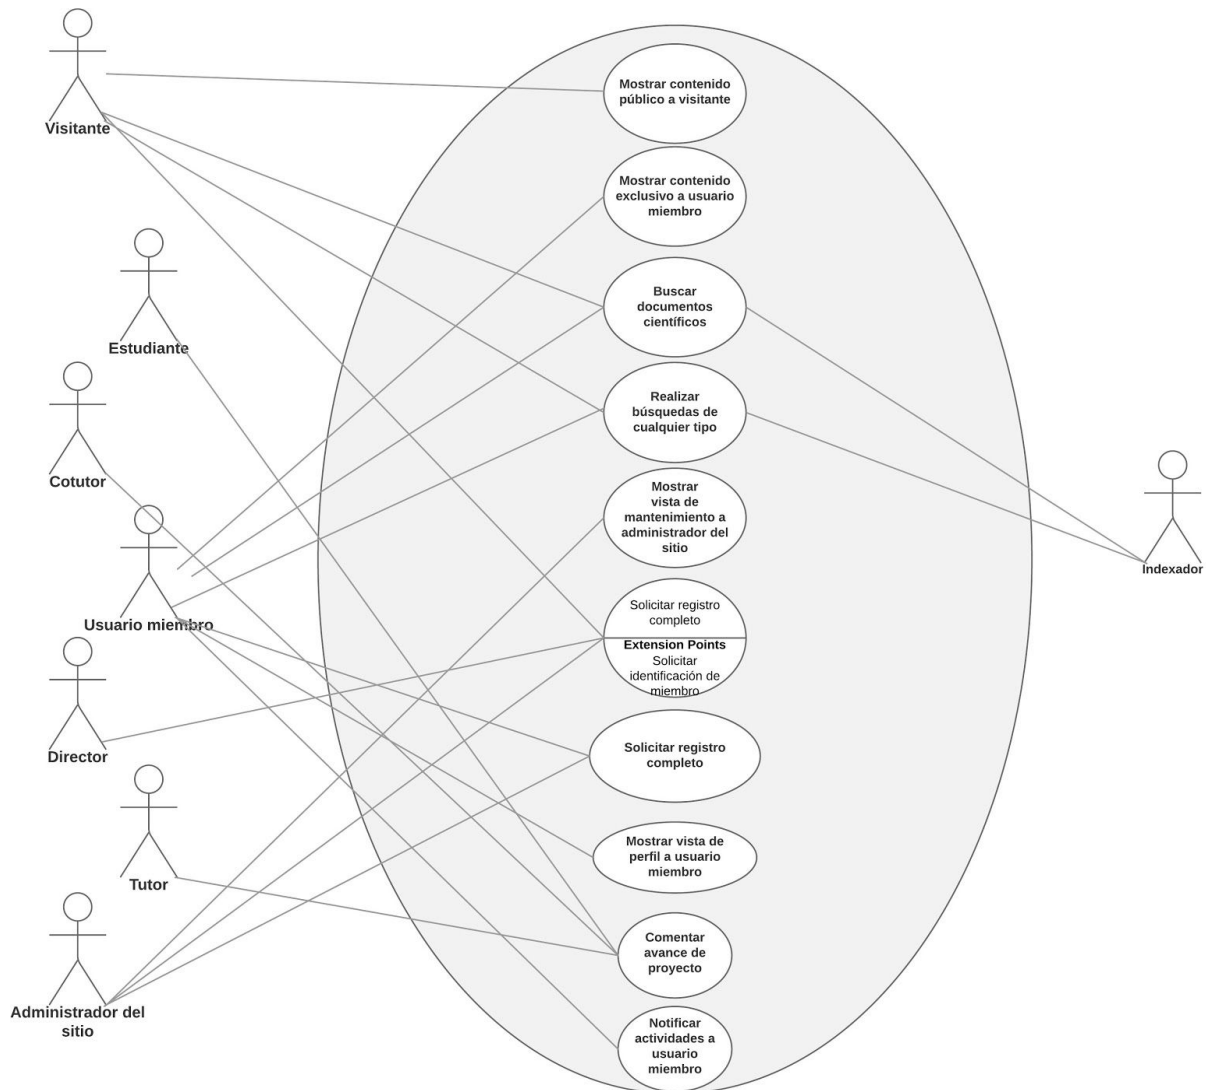 Visitante
Estudiante
Cotutor
Usuario miembro
Director
Tutor
Administrador del
sitio
Mostrar contenido
público a visitante
Mostrar contenido
exclusivo a usuario
miembro
Buscar
documentos
científicos
Realizar
búsquedas de
cualquier tipo
Mostrar
vista de
mantenimiento a
administrador del
sitio
Solicitar registro
completo
Extension Points
Solicitar
identificación de
miembro
Solicitar registro
completo
Mostrar vista de
perfil a usuario
miembro
Comentar
avance de
proyecto
Notificar
actividades a
usuario
miembro
Indexador